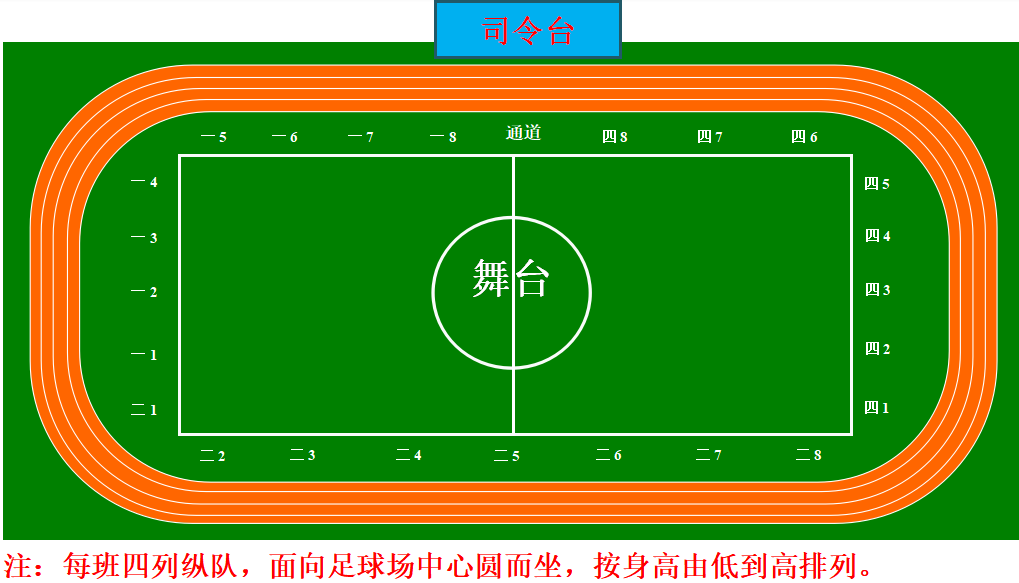 司令台
一5 一6 一7 一8 通道 四8 四7 四6
一4 四5
一3 四4
舞台
一2 四3
一1 四2
二1 四1
二2 二3 二4 二5 二6 二7 二8
注：每班四列纵队，面向足球场中心圆而坐，按身高由低到高排列。